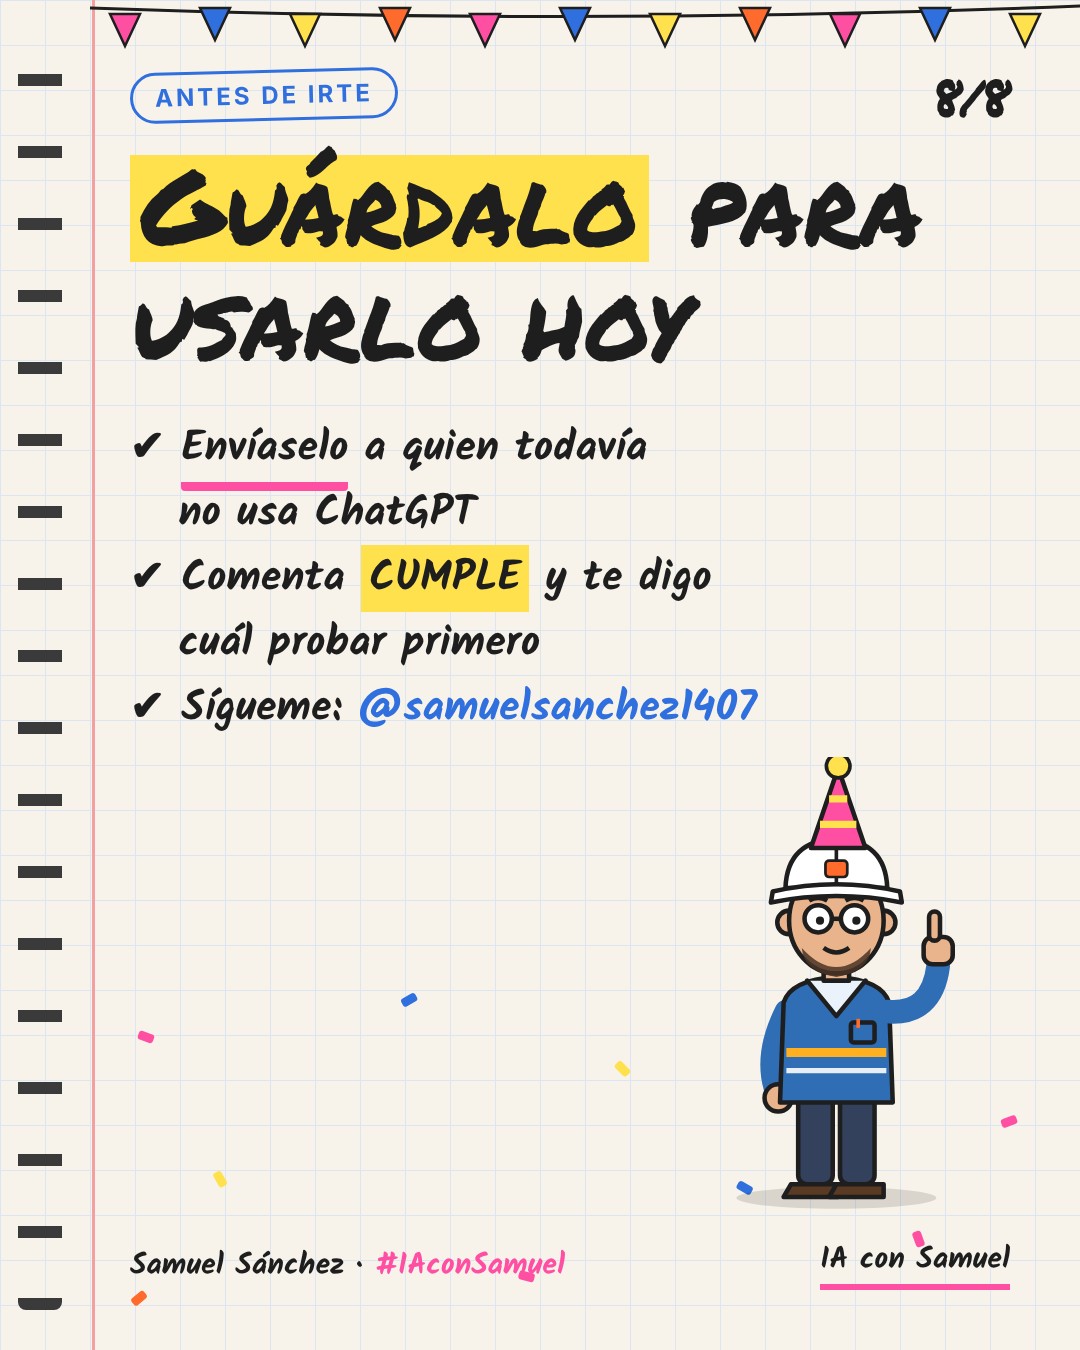 ANTES DE IRTE
8/8
GUÁRDALO PARA
USARLO HOY
✔ Envíaselo a quien todavía
no usa ChatGPT
✔ Comenta CUMPLE y te digo
cuál probar primero
✔ Sígueme: @samuelsanchez1407
Samuel Sánchez · #IAconSamuel
IA con Samuel